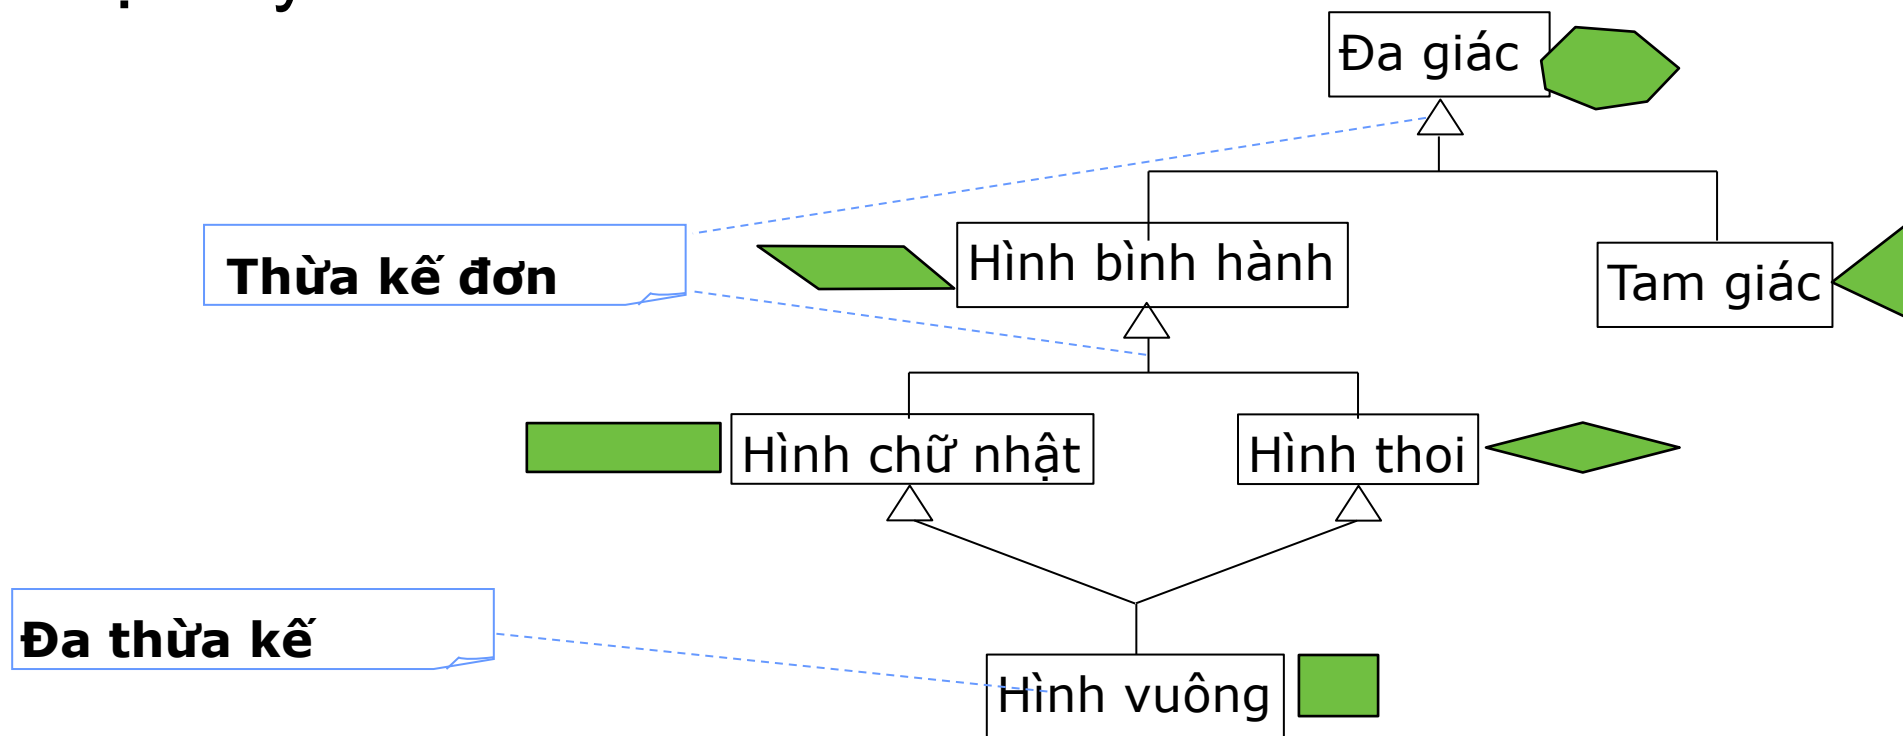 Đa giác
Hình bình hành
Thừa kế đơn
Tam giác
Hình chữ nhật
Hình thoi
Đa thừa kế
Hình vuông